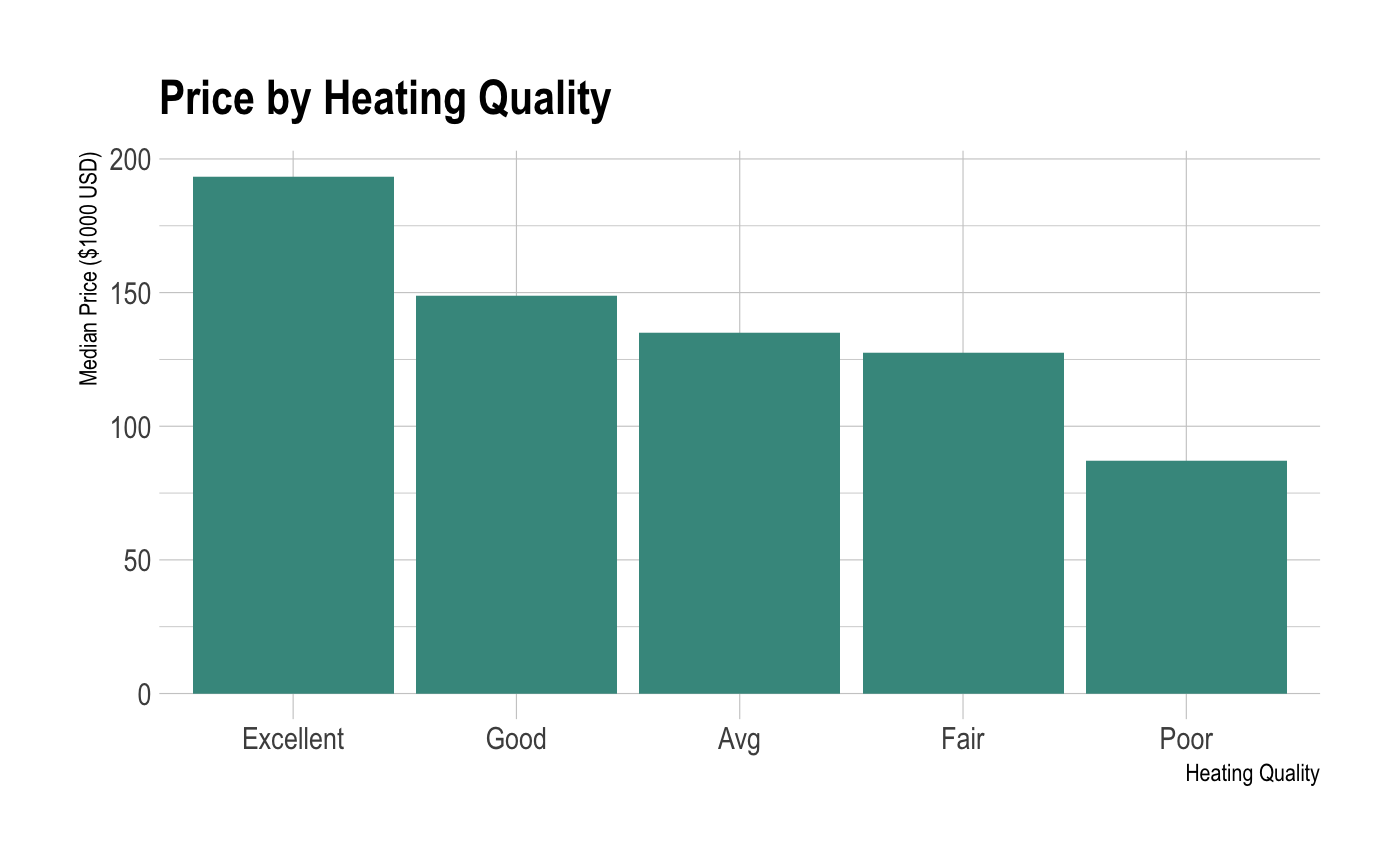 Price by Heating Quality
Median Price ($1000 USD)
200
150
100
50
0
Excellent Good Avg Fair Poor
Heating Quality